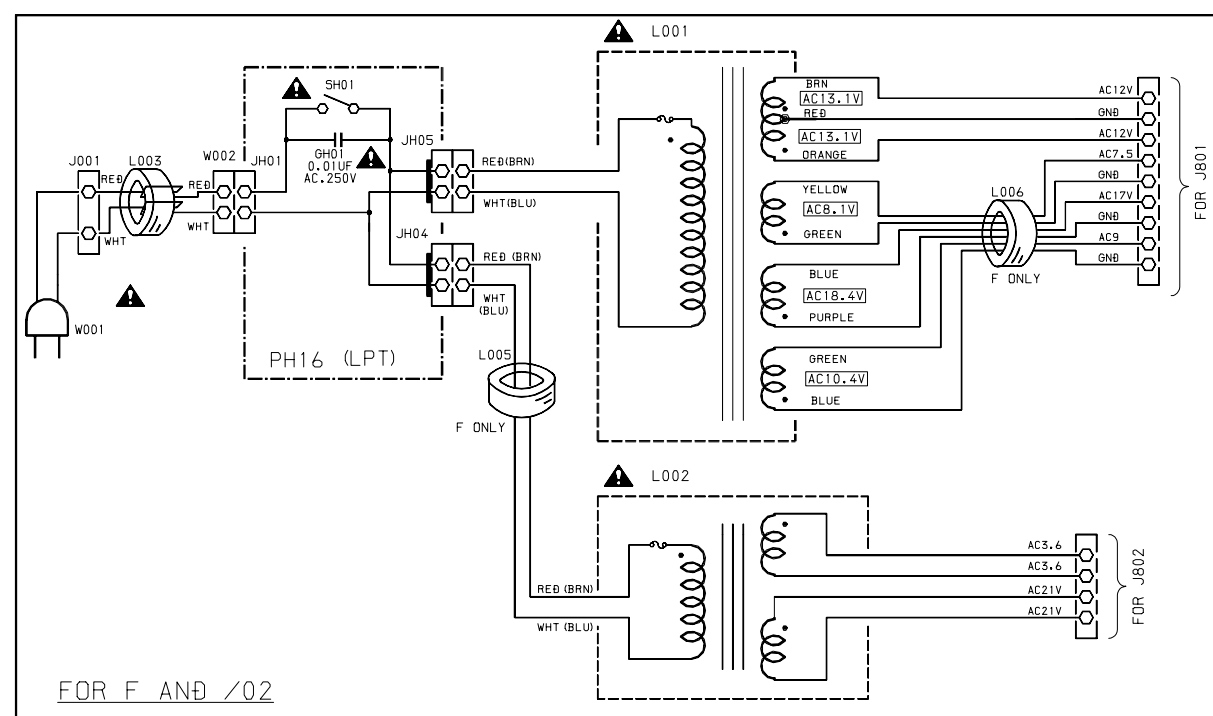 L001
SH01
BRN
AC13.1V
RED
AC13.1V
ORANGE
AC12V
GND
AC12V
AC7.5
GND
AC17V
GND
AC9
GND
FOR J801
J001
L003
W002
JH01
GH01
0.01UF
AC.250V
JH05
RED
RED
WHT
WHT
RED(BRN)
WHT(BLU)
YELLOW
AC8.1V
GREEN
L006
F ONLY
JH04
RED (BRN)
WHT
(BLU)
BLUE
AC18.4V
PURPLE
W001
PH16 (LPT)
L005
F ONLY
GREEN
AC10.4V
BLUE
L002
RED (BRN)
WHT (BLU)
AC3.6
AC3.6
AC21V
AC21V
FOR J802
FOR F AND /02